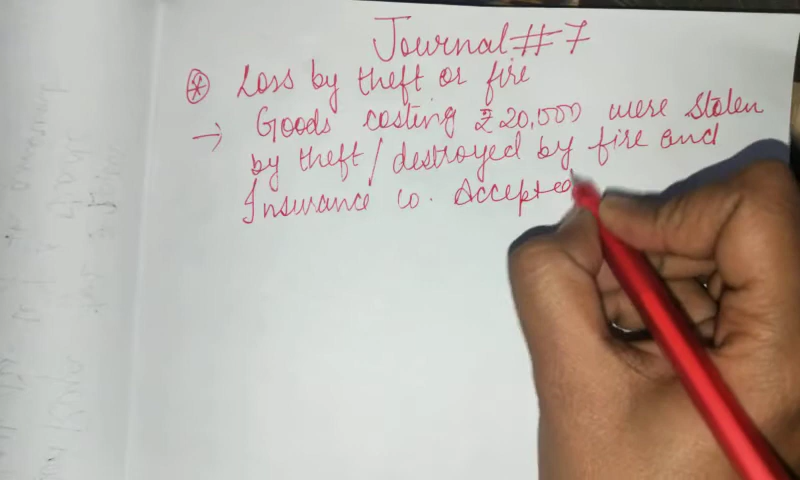 Journal #7
* Loss by theft or fire
→ Goods costing ₹ 20,000 were stolen
by theft / destroyed by fire and
Insurance Co. Accepted